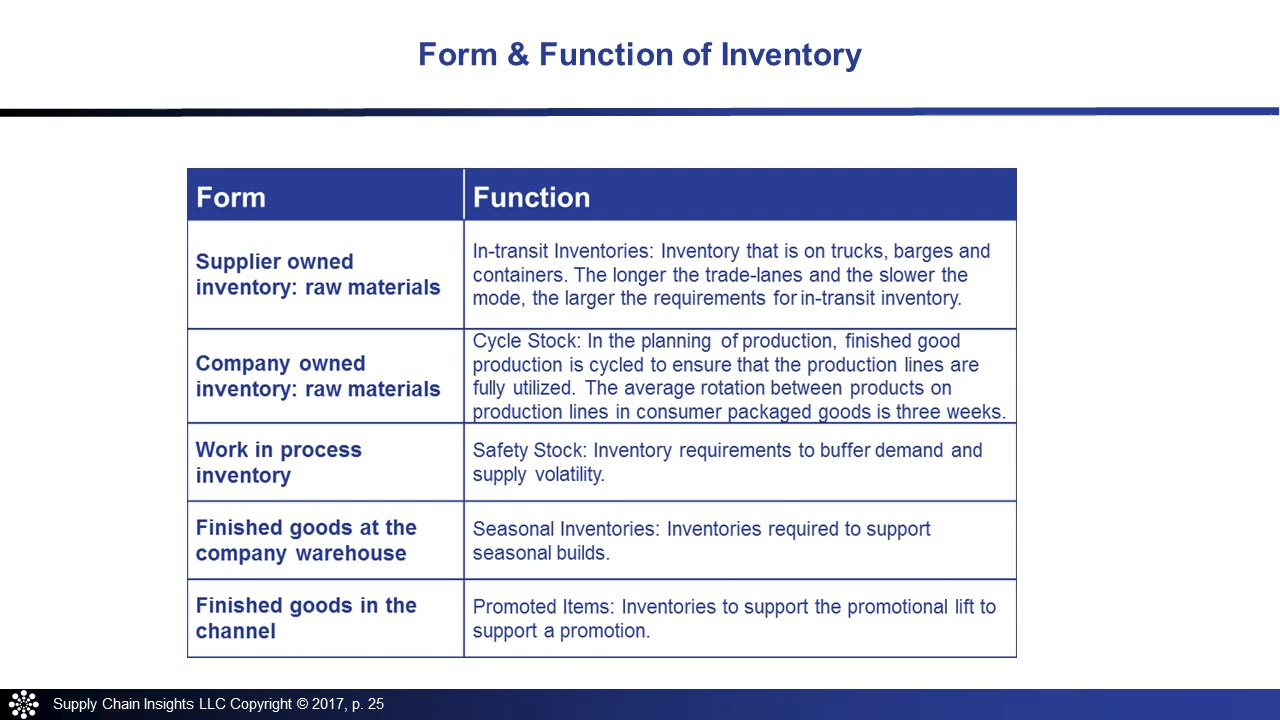 Form & Function of Inventory
Form
Function
Supplier owned
inventory: raw materials
In-transit Inventories: Inventory that is on trucks, barges and
containers. The longer the trade-lanes and the slower the
mode, the larger the requirements for in-transit inventory.
Company owned
inventory: raw materials
Cycle Stock: In the planning of production, finished good
production is cycled to ensure that the production lines are
fully utilized. The average rotation between products on
production lines in consumer packaged goods is three weeks.
Work in process
inventory
Safety Stock: Inventory requirements to buffer demand and
supply volatility.
Finished goods at the
company warehouse
Seasonal Inventories: Inventories required to support
seasonal builds.
Finished goods in the
channel
Promoted Items: Inventories to support the promotional lift to
support a promotion.
Supply Chain Insights LLC Copyright © 2017, p. 25